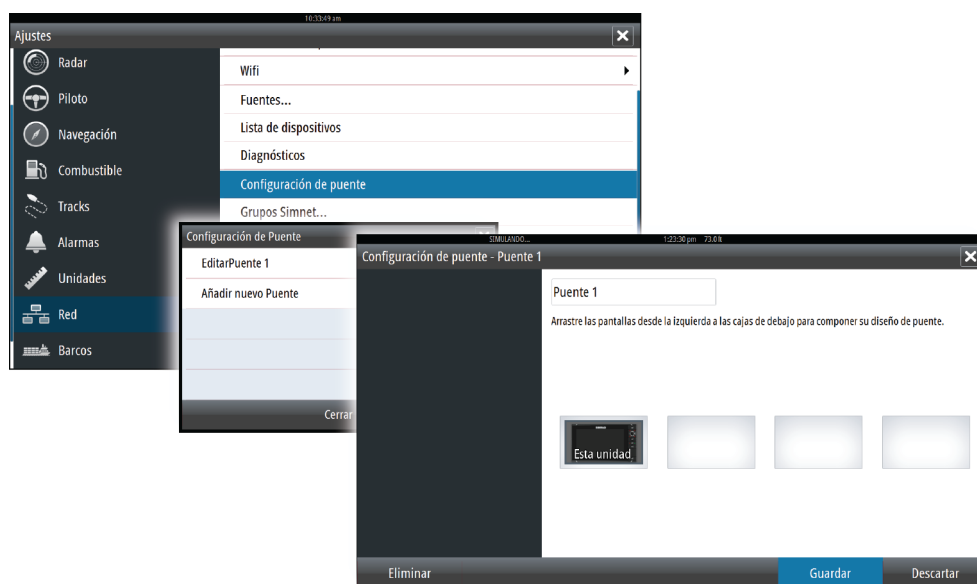 10:33:49 am
Ajustes
Radar
Piloto
Navegación
Combustible
Tracks
Alarmas
Unidades
Red
Barcos
Wifi
Fuentes...
Lista de dispositivos
Diagnósticos
Configuración de puente
Grupos Simnet...
Configuración de Puente
EditarPuente 1
Añadir nuevo Puente
Cerrar
SIMULANDO... 1:23:30 pm 73.0 ft
Configuración de puente - Puente 1
Puente 1
Arrastre las pantallas desde la izquierda a las cajas de debajo para componer su diseño de puente.
Esta unidad
Eliminar Guardar Descartar